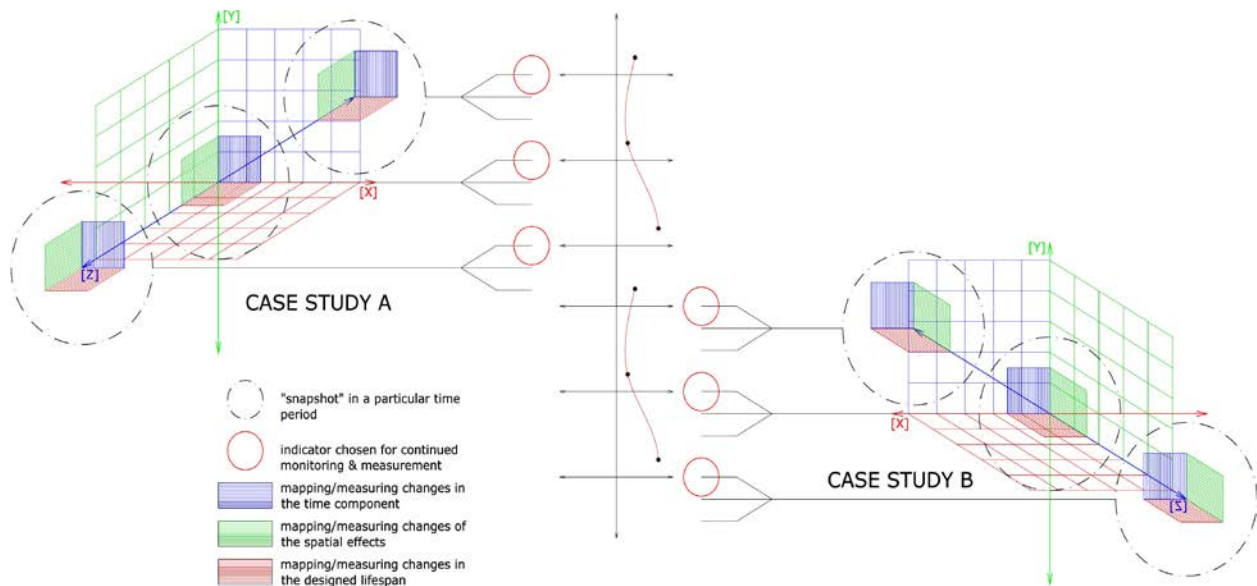 [Y]
[X]
[Z]
CASE STUDY A
"snapshot" in a particular time
period
indicator chosen for continued
monitoring & measurement
mapping/measuring changes in
the time component
mapping/measuring changes of
the spatial effects
mapping/measuring changes in
the designed lifespan
[Y]
[X]
[Z]
CASE STUDY B